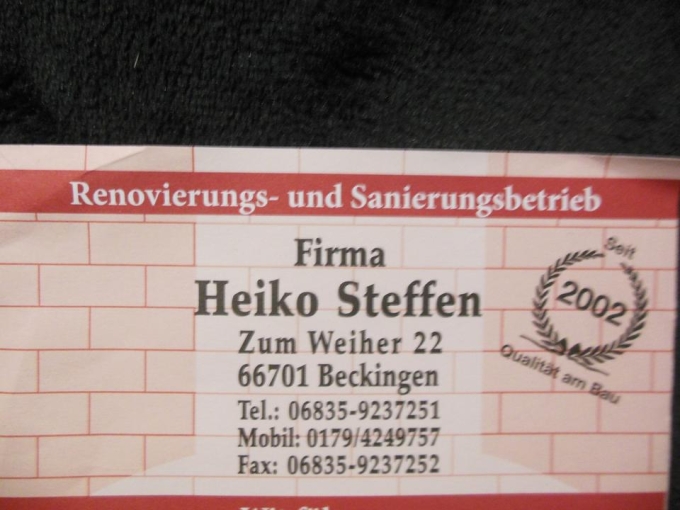 Renovierungs- und Sanierungsbetrieb
Firma
Heiko Steffen
Zum Weiher 22
66701 Beckingen
Tel.: 06835-9237251
Mobil: 0179/4249757
Fax: 06835-9237252
Seit
2002
Qualität am Bau